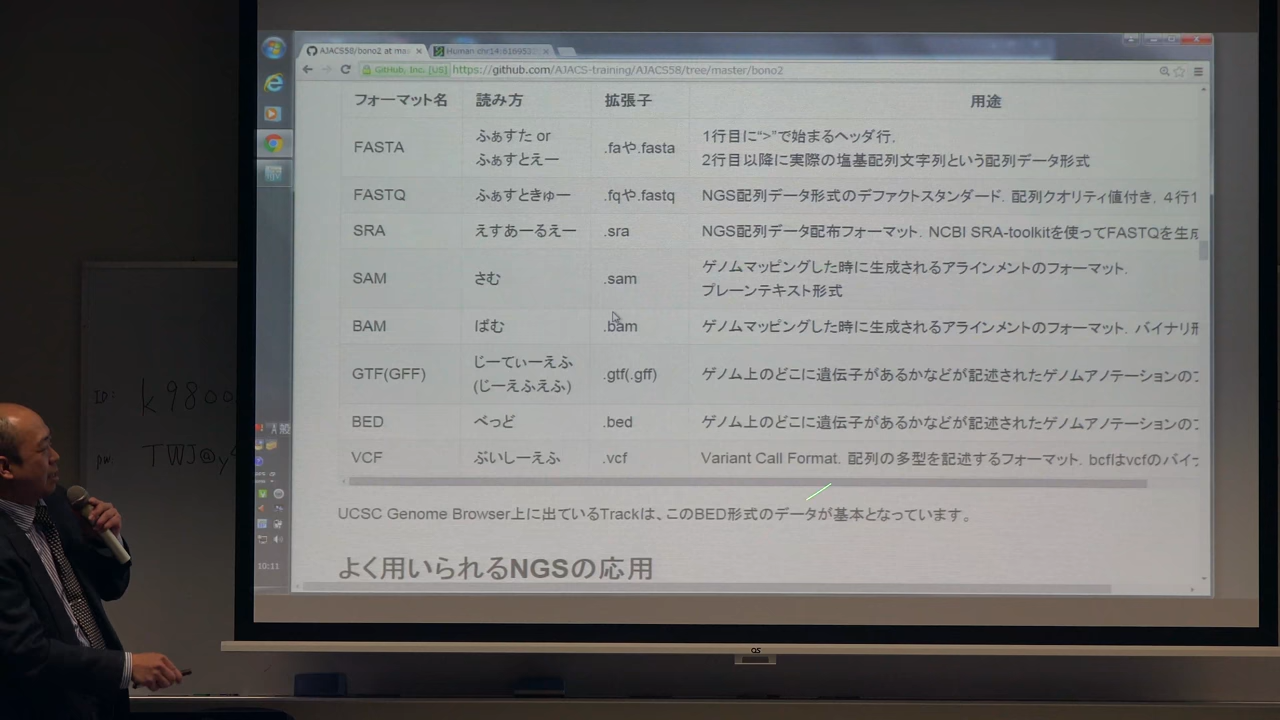 AJACS58/bono2 at mas
Human chr14:616953
GitHub, Inc. [US] https://github.com/AJACS-training/AJACS58/tree/master/bono2
フォーマット名 読み方 拡張子 用途
FASTA ふぁすた or ふぁすとえー .faや.fasta 1行目に“>”で始まるヘッダ行.
2行目以降に実際の塩基配列文字列という配列データ形式
FASTQ ふぁすときゅー .fqや.fastq NGS配列データ形式のデファクトスタンダード. 配列クオリティ値付き. 4行1
SRA えすあーるえー .sra NGS配列データ配布フォーマット. NCBI SRA-toolkitを使ってFASTQを生成
SAM さむ .sam ゲノムマッピングした時に生成されるアラインメントのフォーマット.
プレーンテキスト形式
BAM ばむ .bam ゲノムマッピングした時に生成されるアラインメントのフォーマット. バイナリ形
GTF(GFF) じーてぃーえふ (じーえふえふ) .gtf(.gff) ゲノム上のどこに遺伝子があるかなどが記述されたゲノムアノテーションのフ
BED べっど .bed ゲノム上のどこに遺伝子があるかなどが記述されたゲノムアノテーションのフ
VCF ぶいしーえふ .vcf Variant Call Format. 配列の多型を記述するフォーマット. bcfはvcfのバイ
UCSC Genome Browser上に出ているTrackは、このBED形式のデータが基本となっています。
よく用いられるNGSの応用
A 般
10:11
ID: k9800
pw: TWJ@y
OS